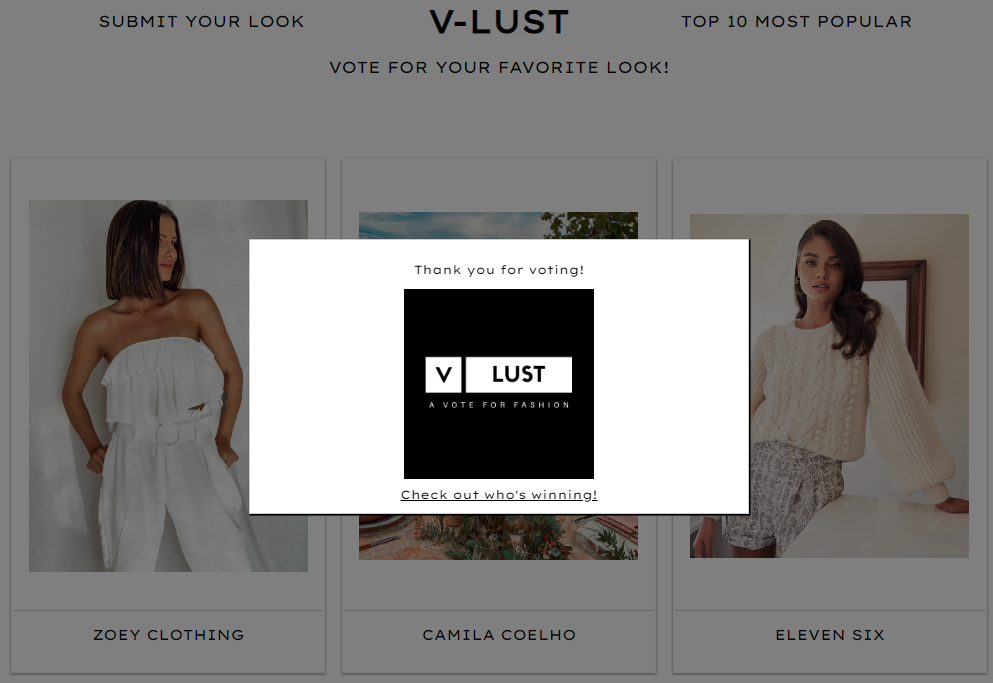 SUBMIT YOUR LOOK
V-LUST
TOP 10 MOST POPULAR
VOTE FOR YOUR FAVORITE LOOK!
Thank you for voting!
V LUST
A VOTE FOR FASHION
Check out who's winning!
ZOEY CLOTHING
CAMILA COELHO
ELEVEN SIX